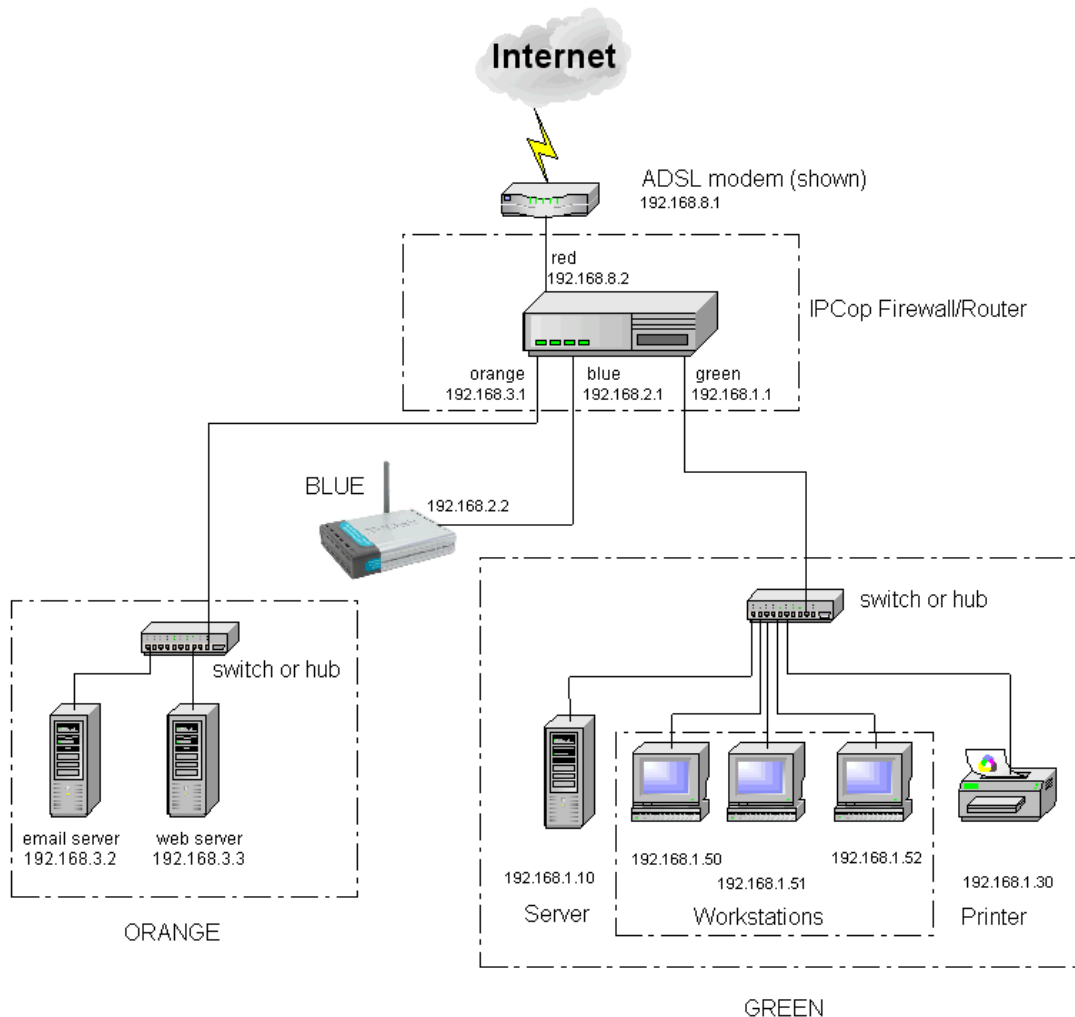 Internet
ADSL modem (shown)
192.168.8.1
red
192.168.8.2
IPCop Firewall/Router
orange
192.168.3.1
blue
192.168.2.1
green
192.168.1.1
BLUE
192.168.2.2
switch or hub
switch or hub
email server
192.168.3.2
web server
192.168.3.3
ORANGE
192.168.1.50
192.168.1.51
192.168.1.52
192.168.1.10
192.168.1.30
Server
Workstations
Printer
GREEN